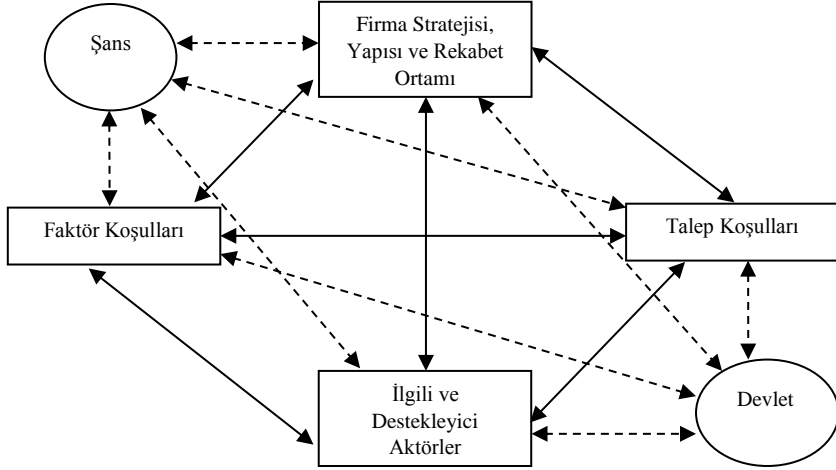 Şans
Firma Stratejisi,
Yapısı ve Rekabet
Ortamı
Faktör Koşulları
Talep Koşulları
İlgili ve
Destekleyici
Aktörler
Devlet